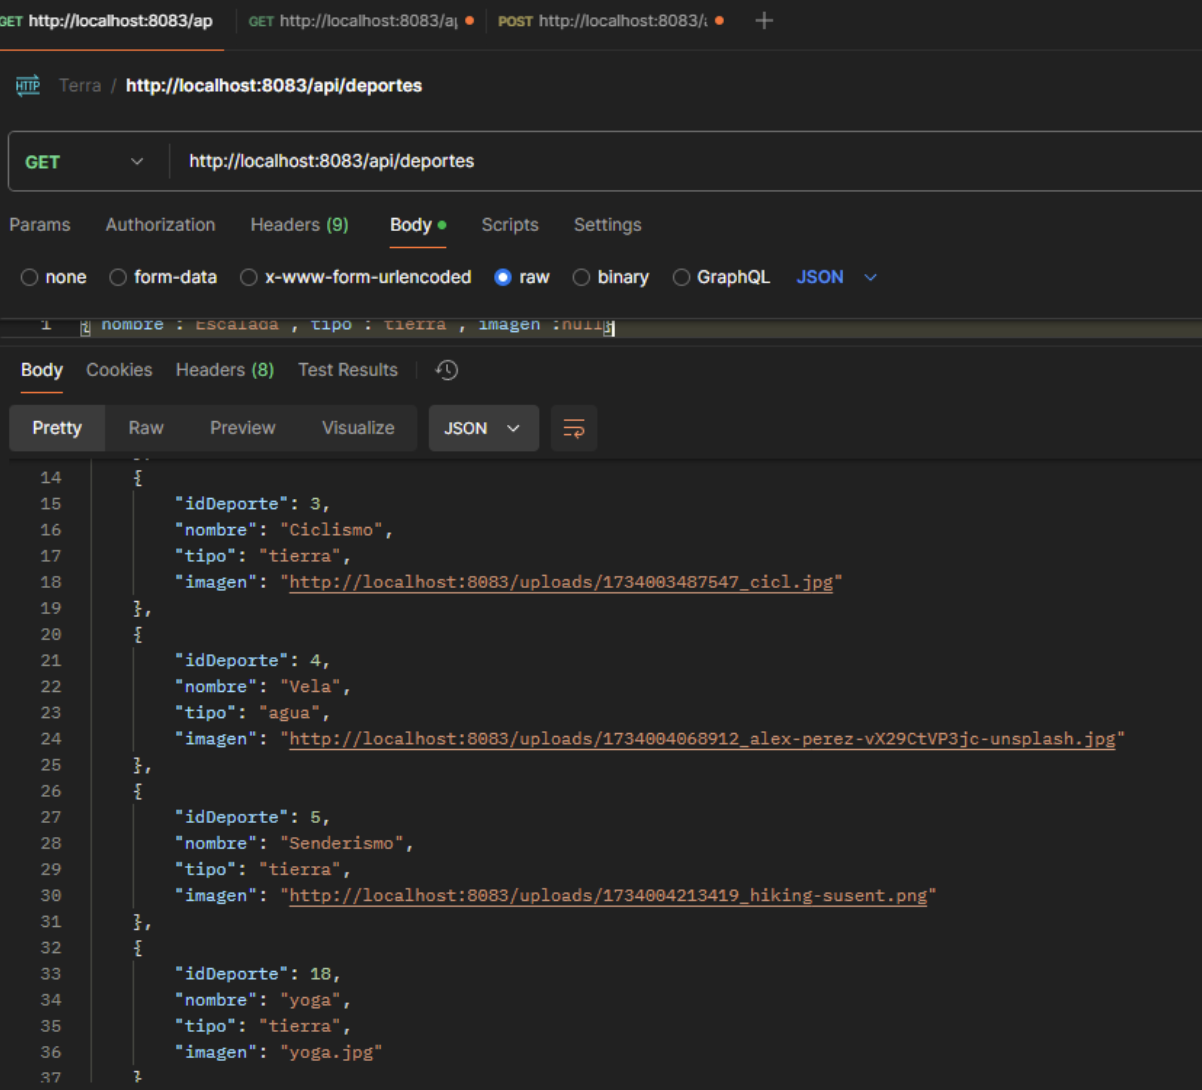 GET http://localhost:8083/ap GET http://localhost:8083/a POST http://localhost:8083/
HTTP Terra / http://localhost:8083/api/deportes
GET http://localhost:8083/api/deportes
Params Authorization Headers (9) Body Scripts Settings
none form-data x-www-form-urlencoded raw binary GraphQL JSON
1 { nombre : Escalada , tipo : tierra , imagen :null}
Body Cookies Headers (8) Test Results
Pretty Raw Preview Visualize JSON
14 {
15 "idDeporte": 3,
16 "nombre": "Ciclismo",
17 "tipo": "tierra",
18 "imagen": "http://localhost:8083/uploads/1734003487547_cicl.jpg"
19 },
20 {
21 "idDeporte": 4,
22 "nombre": "Vela",
23 "tipo": "agua",
24 "imagen": "http://localhost:8083/uploads/1734004068912_alex-perez-vX29CtVP3jc-unsplash.jpg"
25 },
26 {
27 "idDeporte": 5,
28 "nombre": "Senderismo",
29 "tipo": "tierra",
30 "imagen": "http://localhost:8083/uploads/1734004213419_hiking-susent.png"
31 },
32 {
33 "idDeporte": 18,
34 "nombre": "yoga",
35 "tipo": "tierra",
36 "imagen": "yoga.jpg"
37 }